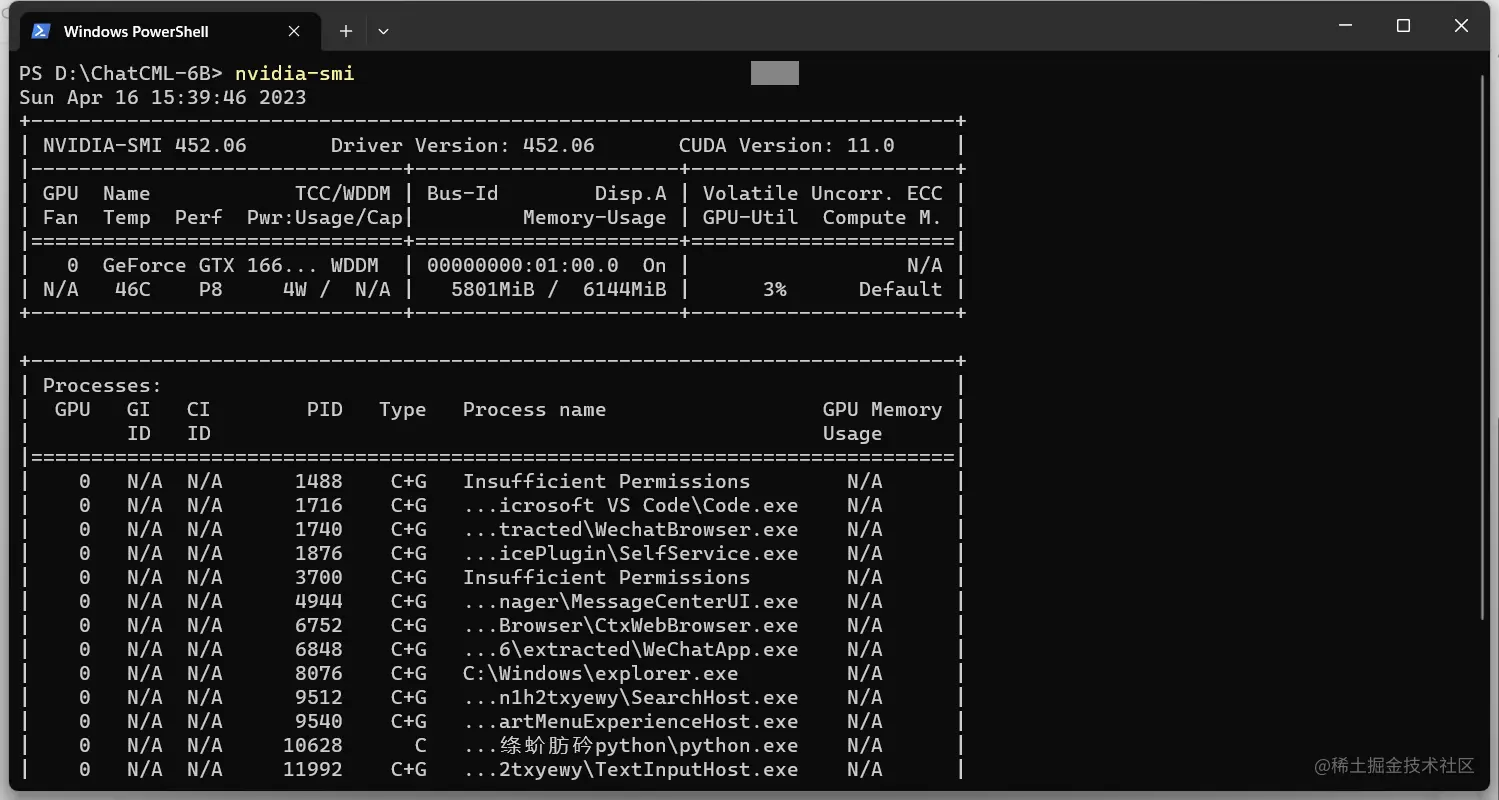 Windows PowerShell
PS D:\ChatCML-6B> nvidia-smi
Sun Apr 16 15:39:46 2023
+-----------------------------------------------------------------------------+
| NVIDIA-SMI 452.06       Driver Version: 452.06       CUDA Version: 11.0     |
|-------------------------------+----------------------+----------------------+
| GPU  Name            TCC/WDDM | Bus-Id        Disp.A | Volatile Uncorr. ECC |
| Fan  Temp  Perf  Pwr:Usage/Cap|         Memory-Usage | GPU-Util  Compute M. |
|===============================+======================+======================|
|   0  GeForce GTX 166... WDDM  | 00000000:01:00.0  On |                  N/A |
| N/A   46C    P8     4W /  N/A |   5801MiB /  6144MiB |      3%      Default |
+-------------------------------+----------------------+----------------------+
+-----------------------------------------------------------------------------+
| Processes:                                                                  |
|  GPU   GI   CI        PID   Type   Process name                  GPU Memory |
|        ID   ID                                                   Usage      |
|=============================================================================|
|    0   N/A  N/A      1488    C+G   Insufficient Permissions        N/A      |
|    0   N/A  N/A      1716    C+G   ...icrosoft VS Code\Code.exe    N/A      |
|    0   N/A  N/A      1740    C+G   ...tracted\WechatBrowser.exe    N/A      |
|    0   N/A  N/A      1876    C+G   ...icePlugin\SelfService.exe    N/A      |
|    0   N/A  N/A      3700    C+G   Insufficient Permissions        N/A      |
|    0   N/A  N/A      4944    C+G   ...nager\MessageCenterUI.exe    N/A      |
|    0   N/A  N/A      6752    C+G   ...Browser\CtxWebBrowser.exe    N/A      |
|    0   N/A  N/A      6848    C+G   ...6\extracted\WeChatApp.exe    N/A      |
|    0   N/A  N/A      8076    C+G   C:\Windows\explorer.exe         N/A      |
|    0   N/A  N/A      9512    C+G   ...n1h2txyewy\SearchHost.exe    N/A      |
|    0   N/A  N/A      9540    C+G   ...artMenuExperienceHost.exe    N/A      |
|    0   N/A  N/A     10628      C   ...绦蚧肪矜python\python.exe    N/A      |
|    0   N/A  N/A     11992    C+G   ...2txyewy\TextInputHost.exe    N/A      |
@稀土掘金技术社区